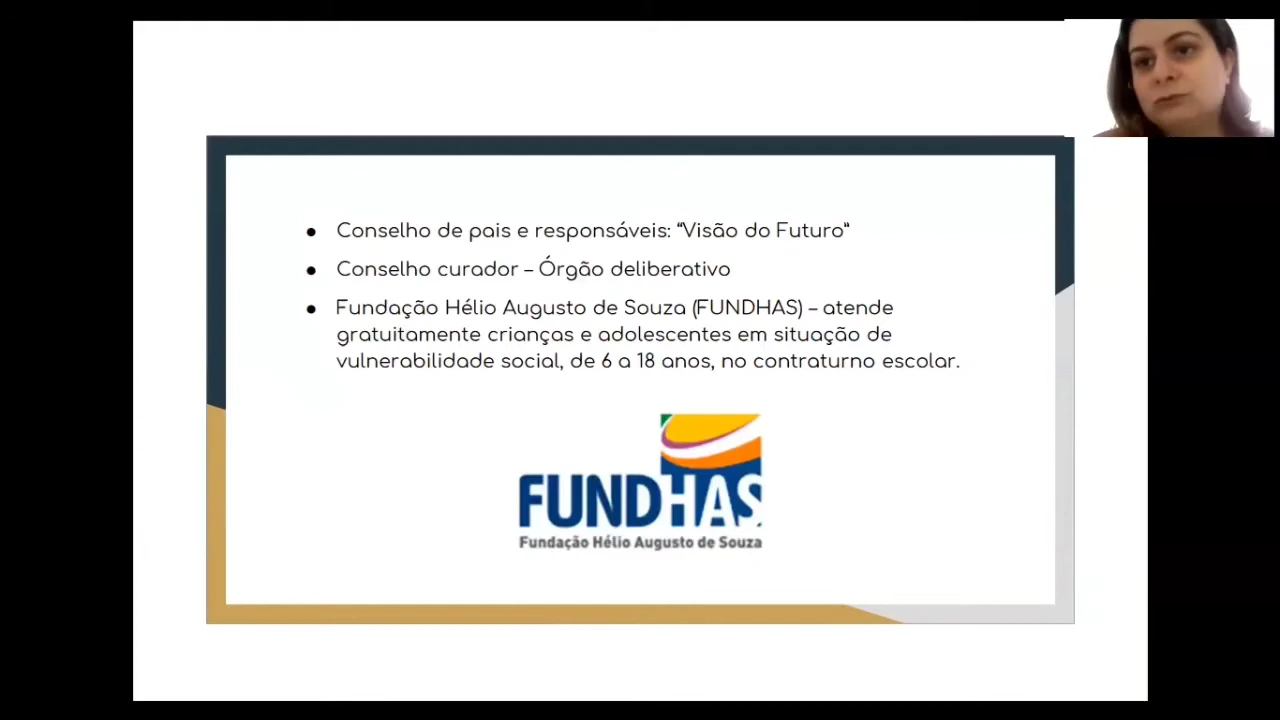 ● Conselho de pais e responsáveis: “Visão do Futuro”
● Conselho curador – Órgão deliberativo
● Fundação Hélio Augusto de Souza (FUNDHAS) – atende
gratuitamente crianças e adolescentes em situação de
vulnerabilidade social, de 6 a 18 anos, no contraturno escolar.
FUNDHAS
Fundação Hélio Augusto de Souza